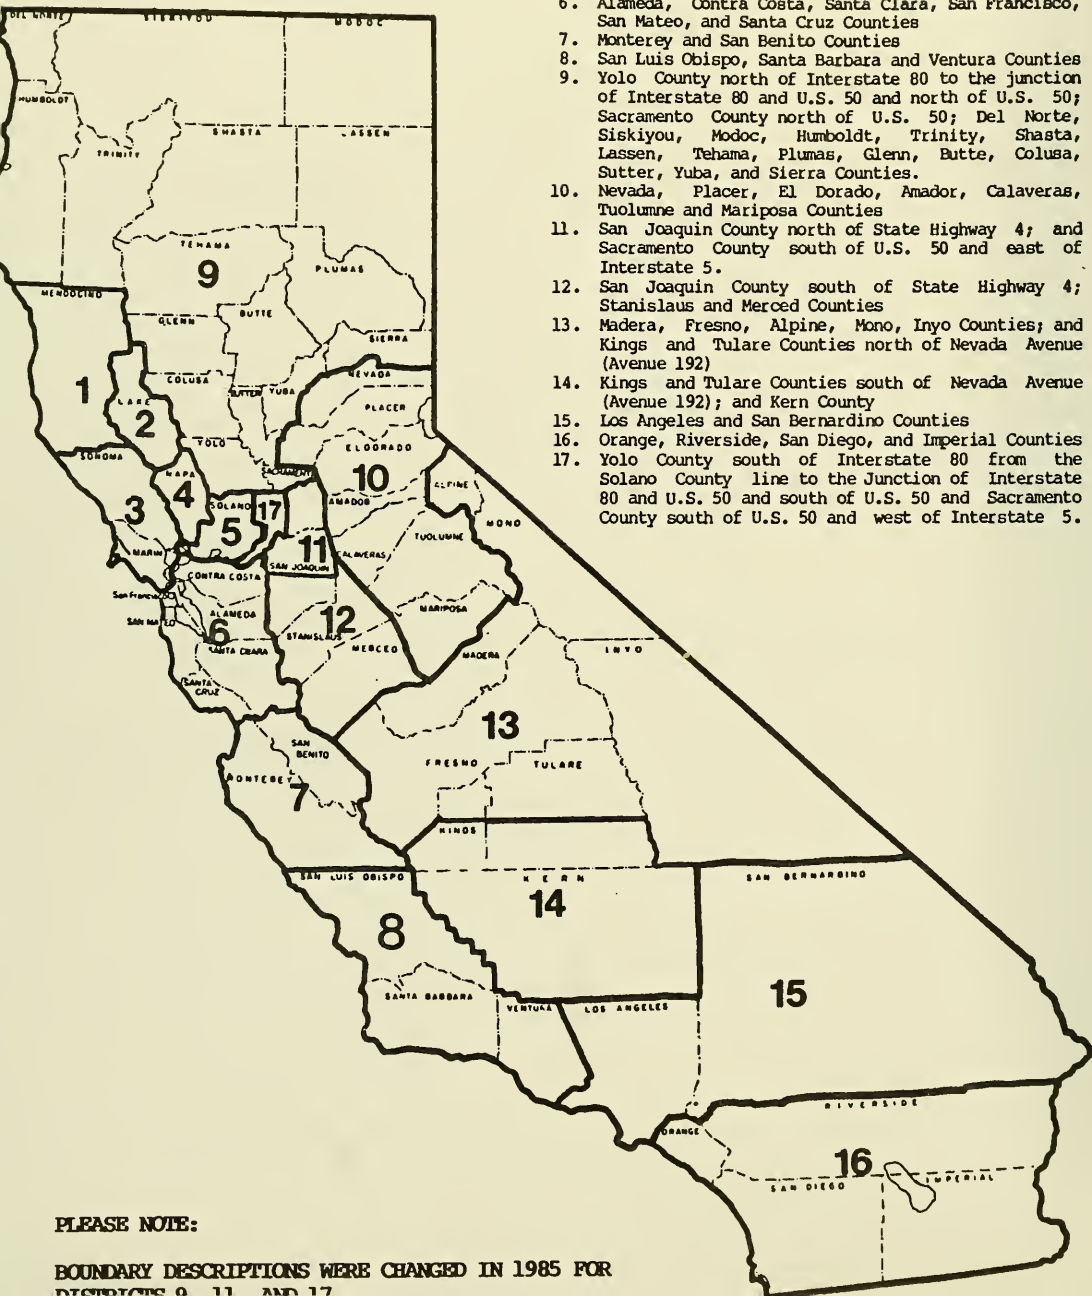 6. Alameda, Contra Costa, Santa Clara, San Francisco,
San Mateo, and Santa Cruz Counties
7. Monterey and San Benito Counties
8. San Luis Obispo, Santa Barbara and Ventura Counties
9. Yolo County north of Interstate 80 to the junction
of Interstate 80 and U.S. 50 and north of U.S. 50;
Sacramento County north of U.S. 50; Del Norte,
Siskiyou, Modoc, Humboldt, Trinity, Shasta,
Lassen, Tehama, Plumas, Glenn, Butte, Colusa,
Sutter, Yuba, and Sierra Counties.
10. Nevada, Placer, El Dorado, Amador, Calaveras,
Tuolumne and Mariposa Counties
11. San Joaquin County north of State Highway 4; and
Sacramento County south of U.S. 50 and east of
Interstate 5.
12. San Joaquin County south of State Highway 4;
Stanislaus and Merced Counties
13. Madera, Fresno, Alpine, Mono, Inyo Counties; and
Kings and Tulare Counties north of Nevada Avenue
(Avenue 192)
14. Kings and Tulare Counties south of Nevada Avenue
(Avenue 192); and Kern County
15. Los Angeles and San Bernardino Counties
16. Orange, Riverside, San Diego, and Imperial Counties
17. Yolo County south of Interstate 80 from the
Solano County line to the Junction of Interstate
80 and U.S. 50 and south of U.S. 50 and Sacramento
County south of U.S. 50 and west of Interstate 5.
DEL NORTE
SISKIYOU
MODOC
HUMBOLDT
TRINITY
SHASTA
LASSEN
TEHAMA
9
PLUMAS
MENDOCINO
GLENN
BUTTE
SIERRA
1
LAKE
2
COLUSA
SUTTER
YUBA
NEVADA
PLACER
YOLO
ELDORADO
SONOMA
NAPA
SACRAMENTO
10
ALPINE
3
4
SOLANO
17
AMADOR
MONO
5
11
TUOLUMNE
MARIN
SAN JOAQUIN
CALAVERAS
CONTRA COSTA
San Francisco
ALAMEDA
MARIPOSA
SAN MATEO
6
12
STANISLAUS
MERCED
SANTA CLARA
MADERA
INYO
SANTA
CRUZ
13
SAN
BENITO
FRESNO
TULARE
MONTEREY
7
KINGS
SAN LUIS OBISPO
KERN
SAN BERNARDINO
14
8
15
SANTA BARBARA
VENTURA
LOS ANGELES
RIVERSIDE
ORANGE
16
SAN DIEGO
IMPERIAL
PLEASE NOTE:
BOUNDARY DESCRIPTIONS WERE CHANGED IN 1985 FOR
DISTRICTS 9, 11, AND 17